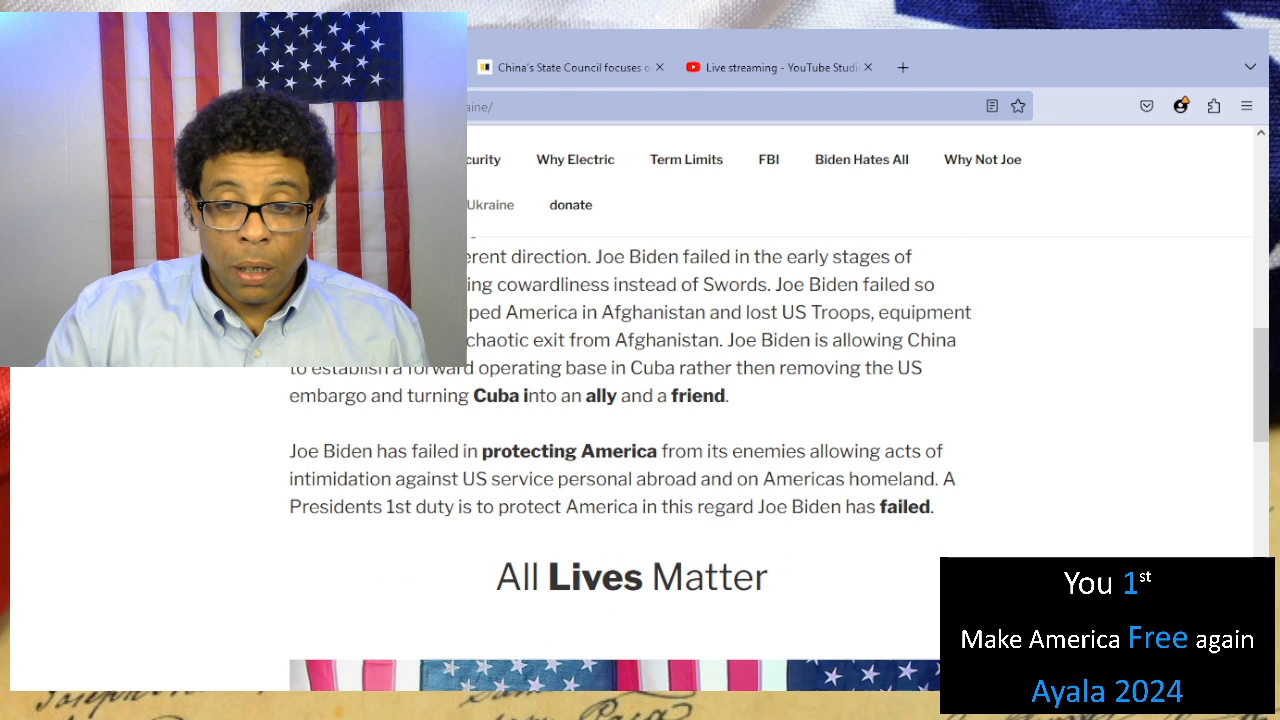 China's State Council focuses o
Live streaming - YouTube Studi
aine/
curity Why Electric Term Limits FBI Biden Hates All Why Not Joe
Ukraine donate
erent direction. Joe Biden failed in the early stages of
ing cowardliness instead of Swords. Joe Biden failed so
ped America in Afghanistan and lost US Troops, equipment
chaotic exit from Afghanistan. Joe Biden is allowing China
to establish a forward operating base in Cuba rather then removing the US
embargo and turning Cuba into an ally and a friend.
Joe Biden has failed in protecting America from its enemies allowing acts of
intimidation against US service personal abroad and on Americas homeland. A
Presidents 1st duty is to protect America in this regard Joe Biden has failed.
All Lives Matter
You 1st
Make America Free again
Ayala 2024